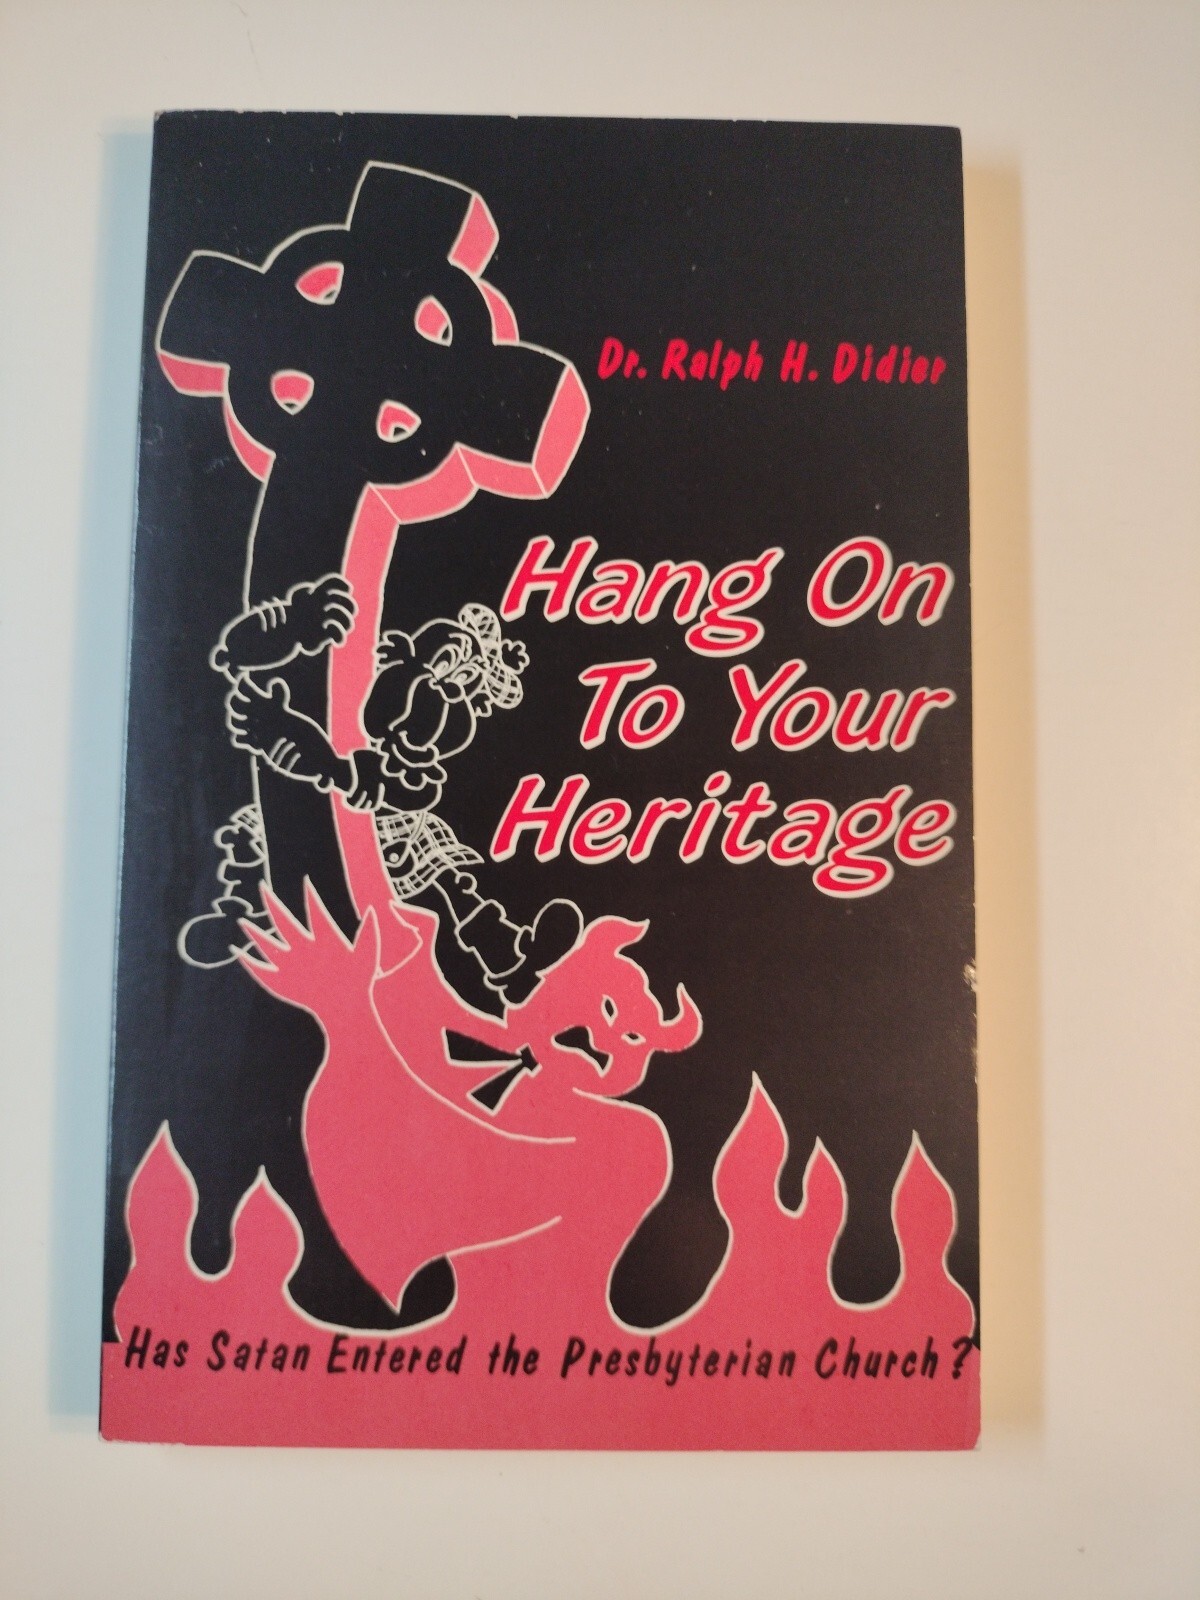 Dr. Ralph H. Didier
Hang On
To Your
Heritage
Has Satan Entered the Presbyterian Church?